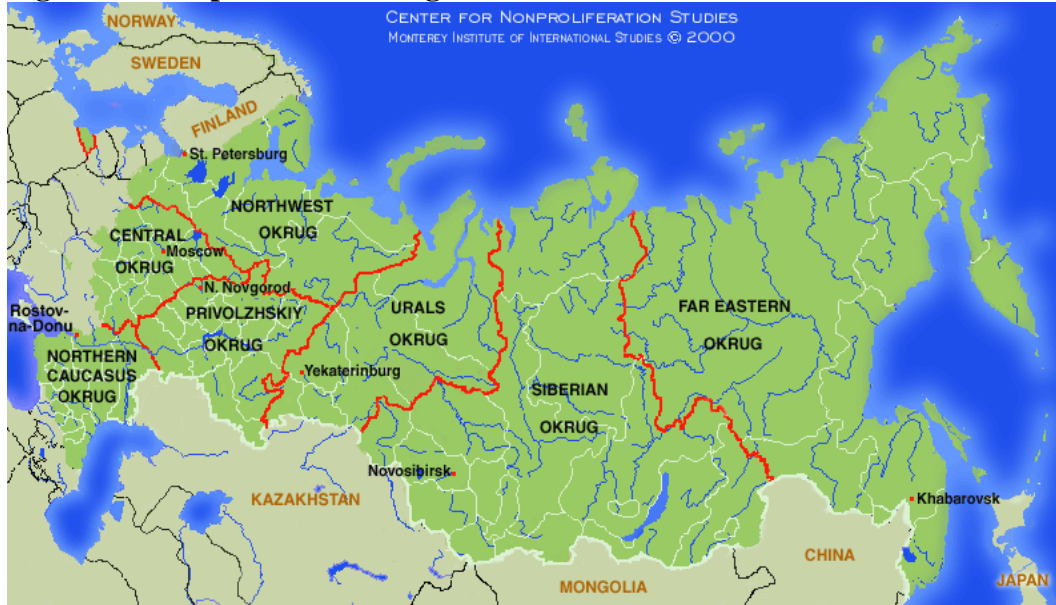 CENTER FOR NONPROLIFERATION STUDIES
MONTEREY INSTITUTE OF INTERNATIONAL STUDIES © 2000
NORWAY
SWEDEN
FINLAND
St. Petersburg
NORTHWEST
OKRUG
CENTRAL
Moscow
OKRUG
N. Novgorod
PRIVOLZHSKIY
OKRUG
Rostov-
na-Donu
NORTHERN
CAUCASUS
OKRUG
URALS
OKRUG
Yekaterinburg
FAR EASTERN
OKRUG
SIBERIAN
OKRUG
Novosibirsk
KAZAKHSTAN
Khabarovsk
CHINA
MONGOLIA
JAPAN